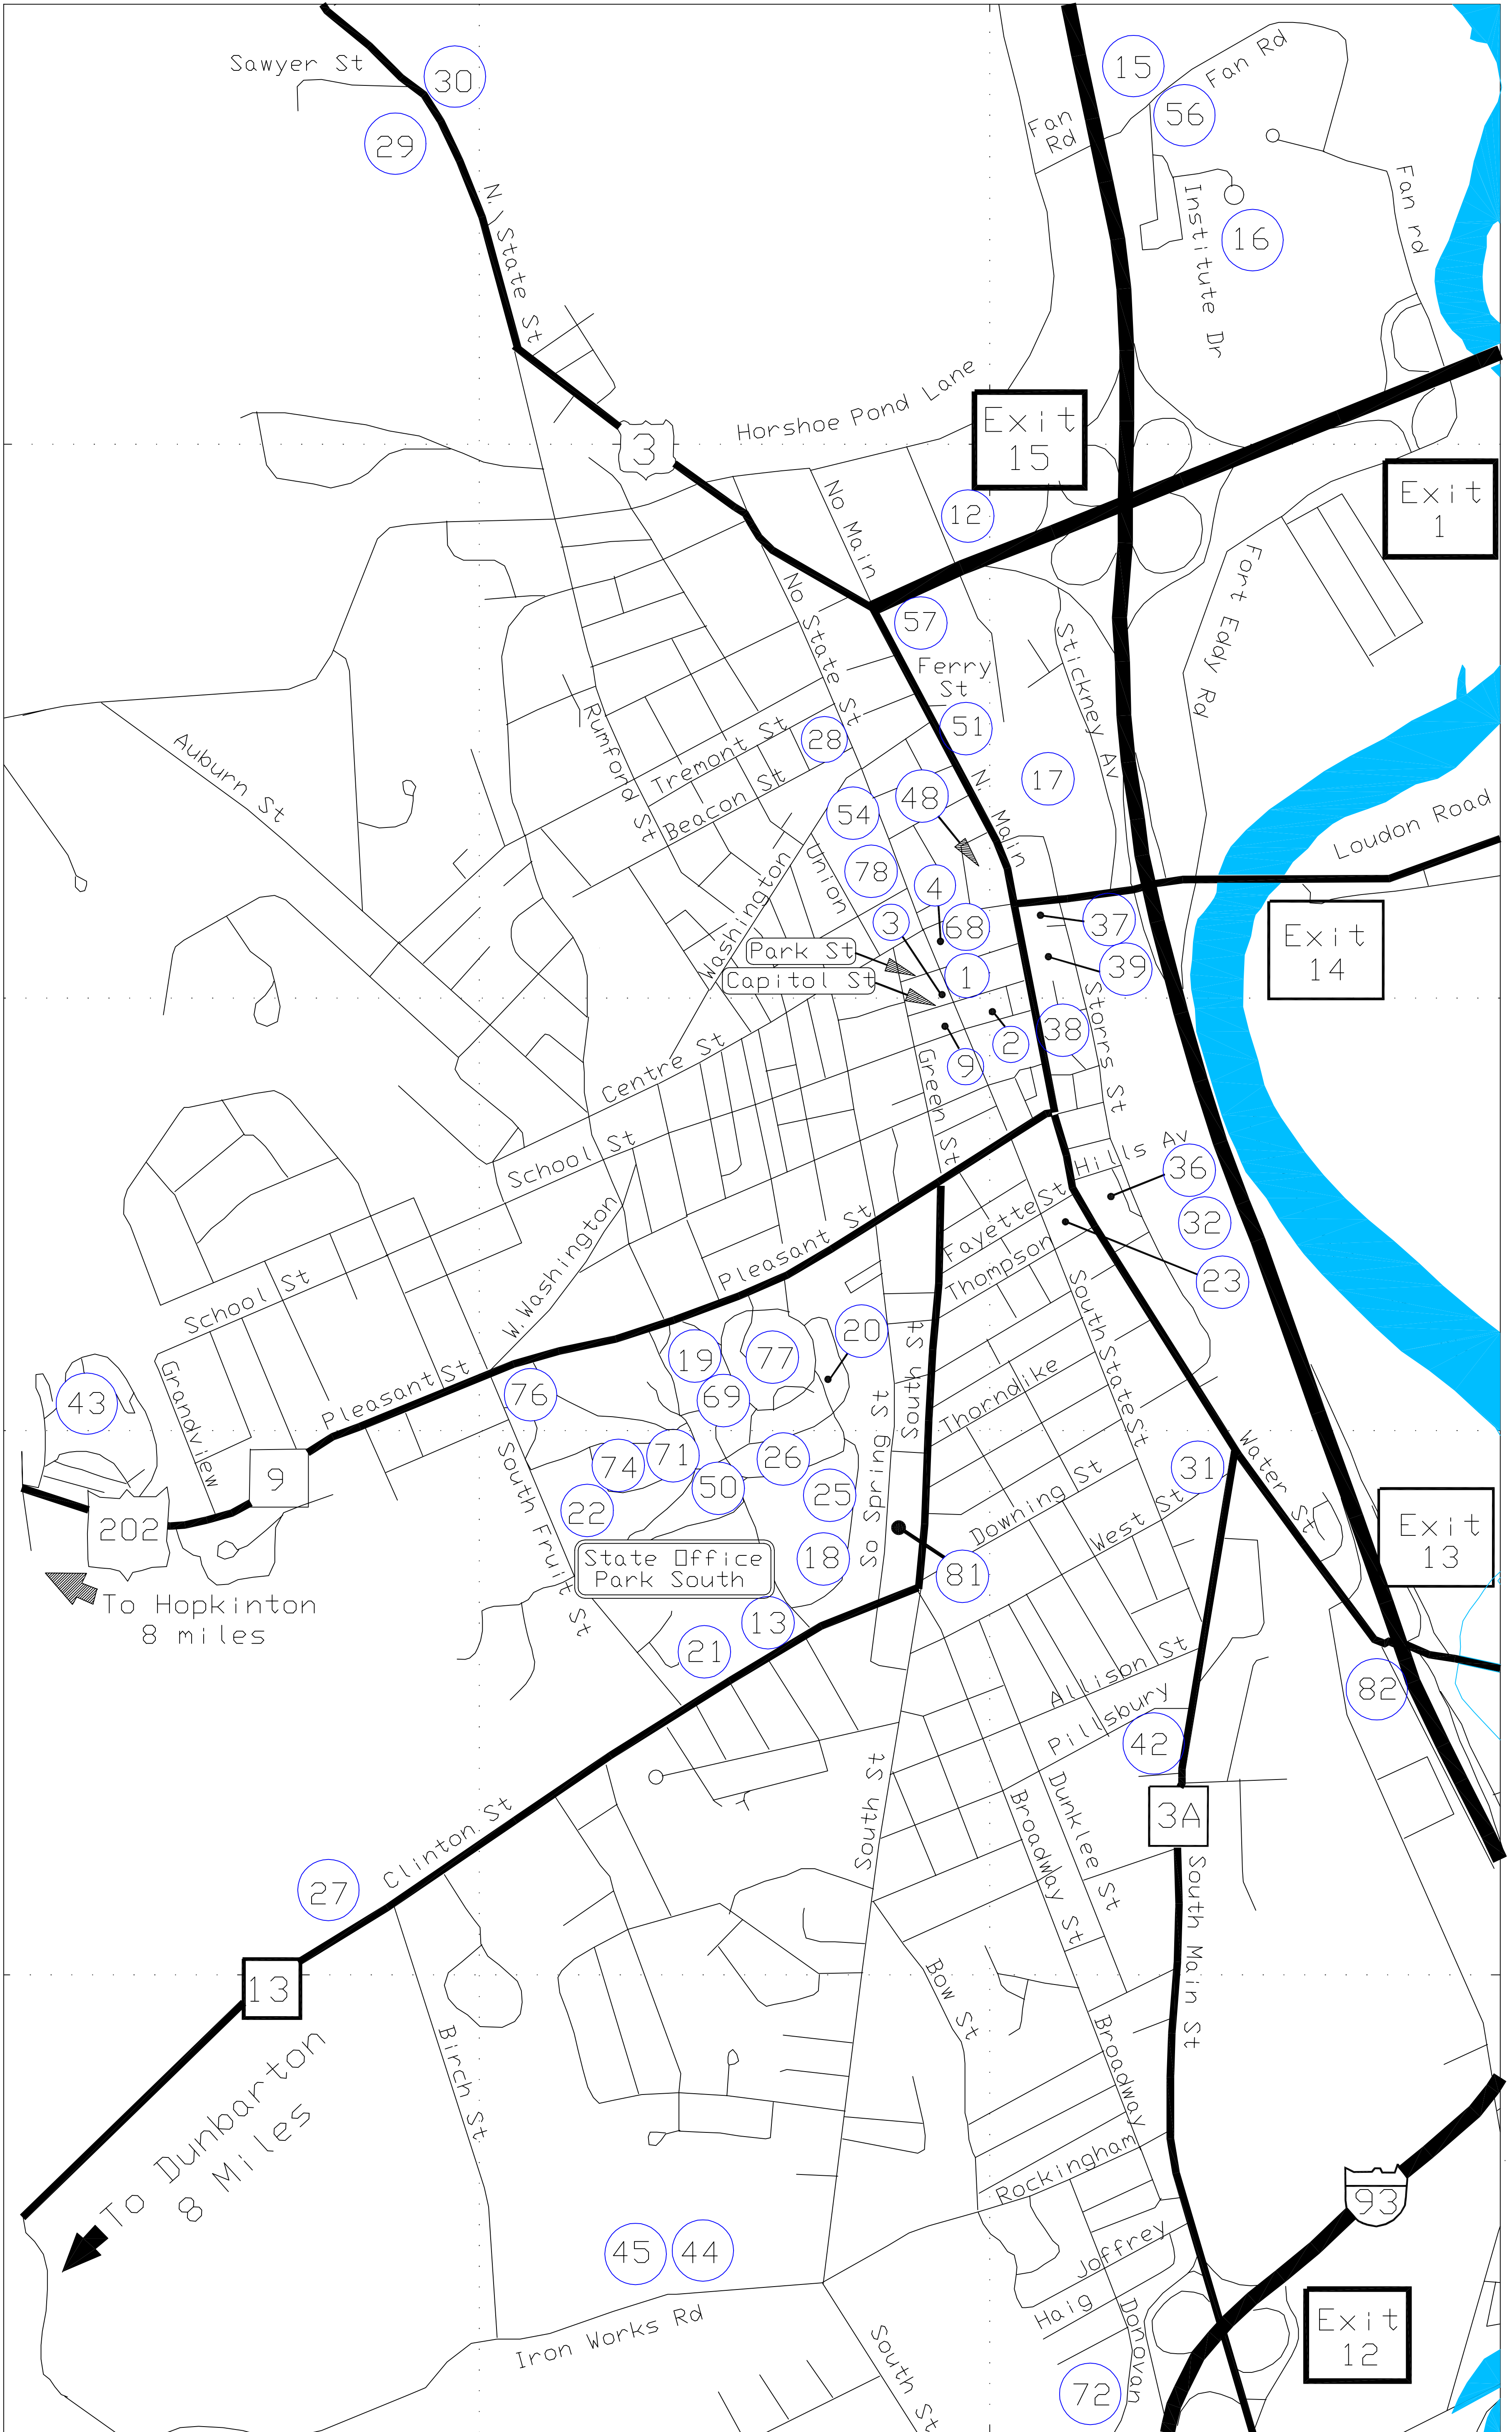 Sawyer St
30
29
15
Fan Rd
56
Fan
Rd
N. State St
Institute Dr
16
Fan rd
Horshoe Pond Lane
3
Exit
15
Exit
1
12
No Main
Fort Eddy Rd
No State St
57
Ferry
St
Stickney Av
51
17
Rumford St
Tremont St
28
Beacon St
Auburn St
54
48
N. Main
Loudon Road
Union
78
Washington
4
3
68
37
Park St
39
Capitol St
1
Exit
14
Storrs St
2
38
9
Green St
Centre St
School St
Hills Av
36
32
23
W.Washington
Pleasant St
Fayette St
Thompson
School St
South State St
Grandview
43
Pleasant St
19
77
20
South St
76
69
Thorndike
So Spring St
9
74
71
26
50
22
25
31
Water St
South Fruit St
Downing St
West St
202
State Office
Park South
18
81
Exit
13
To Hopkinton
8 miles
13
21
Allison St
82
Pillsbury
42
South St
Dunklee St
Broadway St
3A
Clinton St
27
South Main St
Bow St
13
To Dunbarton
8 Miles
Birch St
Broadway
Rockingham
93
45
44
Joffrey
Haig
Donovan
Iron Works Rd
South St
Exit
12
72